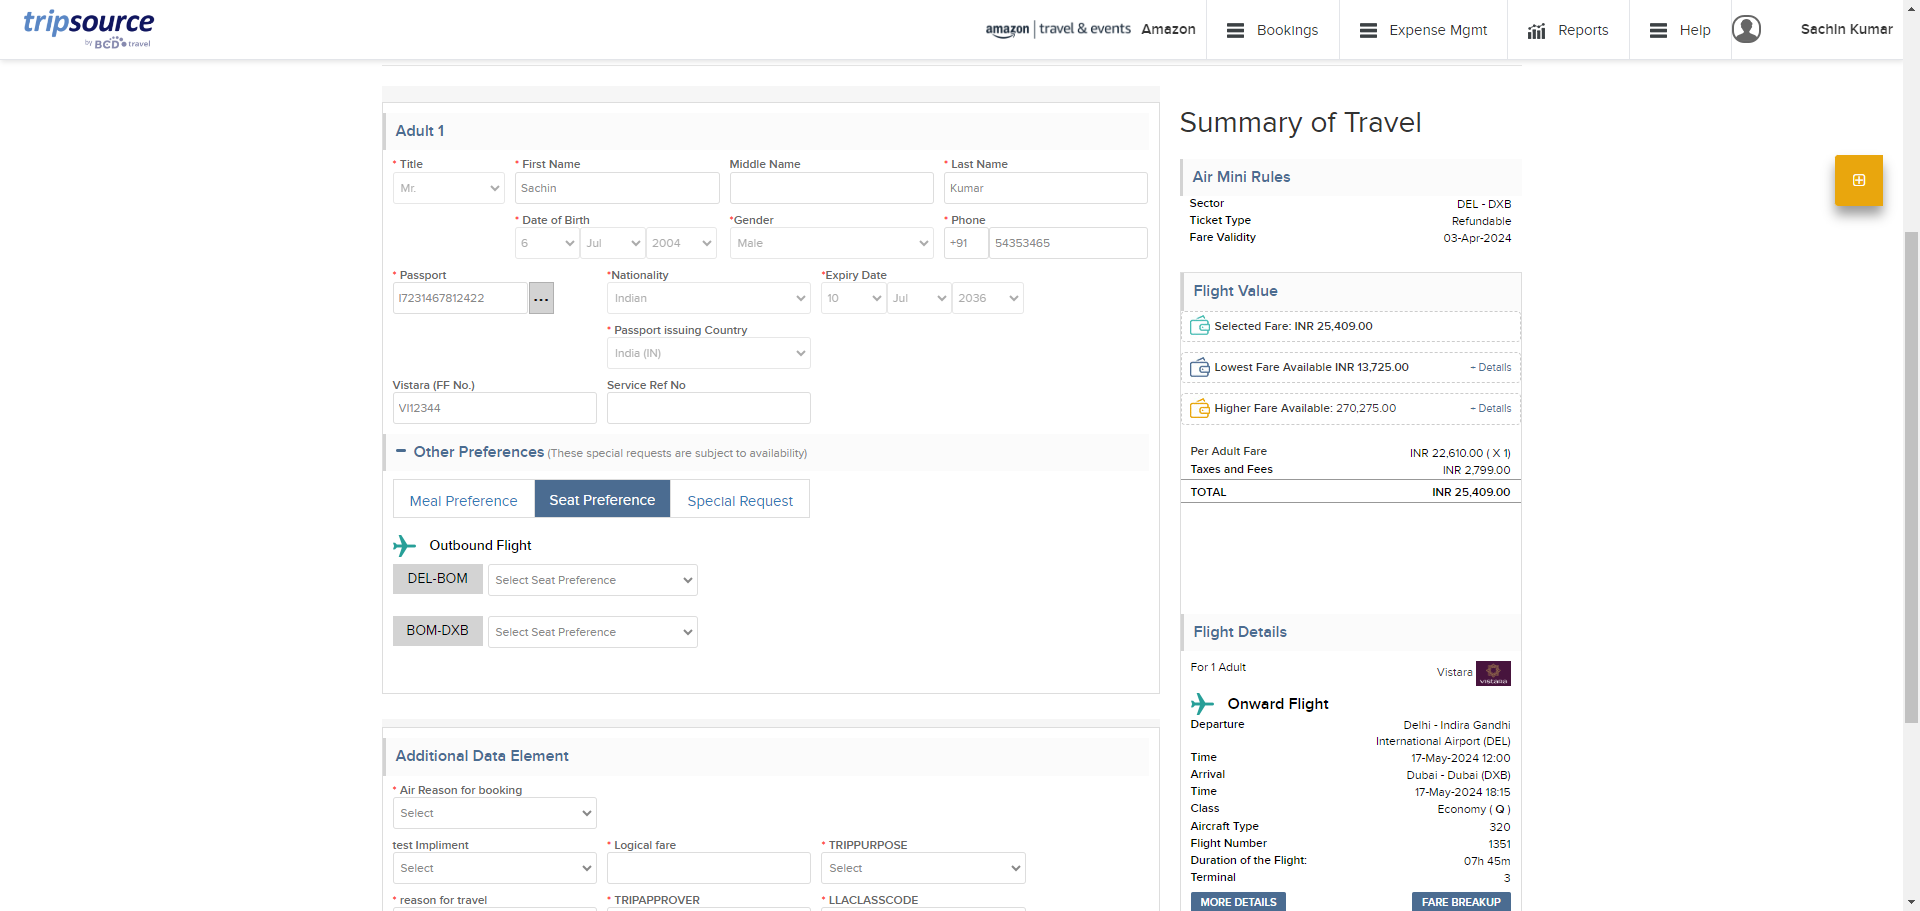 tripsource
by BCD travel
amazon travel & events Amazon
Bookings
Expense Mgmt
Reports
Help
Sachin Kumar
Adult 1
* Title
* First Name
Middle Name
* Last Name
Mr.
Sachin
Kumar
* Date of Birth
*Gender
* Phone
6
Jul
2004
Male
+91
54353465
* Passport
*Nationality
*Expiry Date
I7231467812422
...
Indian
10
Jul
2036
* Passport issuing Country
India (IN)
Vistara (FF No.)
Service Ref No
VI12344
Other Preferences (These special requests are subject to availability)
Meal Preference
Seat Preference
Special Request
Outbound Flight
DEL-BOM
Select Seat Preference
BOM-DXB
Select Seat Preference
Additional Data Element
* Air Reason for booking
Select
test Impliment
* Logical fare
* TRIPPURPOSE
Select
Select
* reason for travel
* TRIPAPPROVER
* LLACLASSCODE
Summary of Travel
Air Mini Rules
Sector DEL - DXB
Ticket Type Refundable
Fare Validity 03-Apr-2024
Flight Value
Selected Fare: INR 25,409.00
Lowest Fare Available INR 13,725.00 + Details
Higher Fare Available: 270,275.00 + Details
Per Adult Fare INR 22,610.00 ( X 1)
Taxes and Fees INR 2,799.00
TOTAL INR 25,409.00
Flight Details
For 1 Adult Vistara
VISTARA
Onward Flight
Departure Delhi - Indira Gandhi
International Airport (DEL)
Time 17-May-2024 12:00
Arrival Dubai - Dubai (DXB)
Time 17-May-2024 18:15
Class Economy ( Q )
Aircraft Type 320
Flight Number 1351
Duration of the Flight: 07h 45m
Terminal 3
MORE DETAILS
FARE BREAKUP